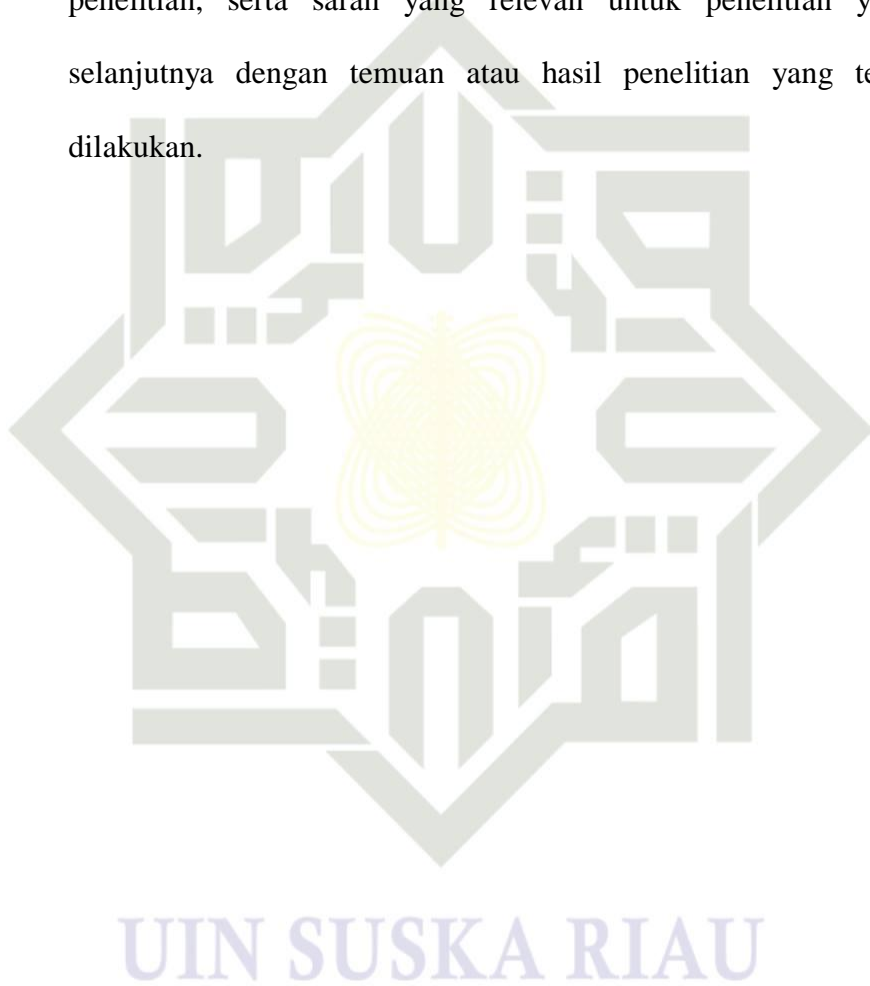 penelitian, serta saran yang relevan untuk penelitian
selanjutnya dengan temuan atau hasil penelitian yang
dilakukan.
UIN SUSKA RIAU